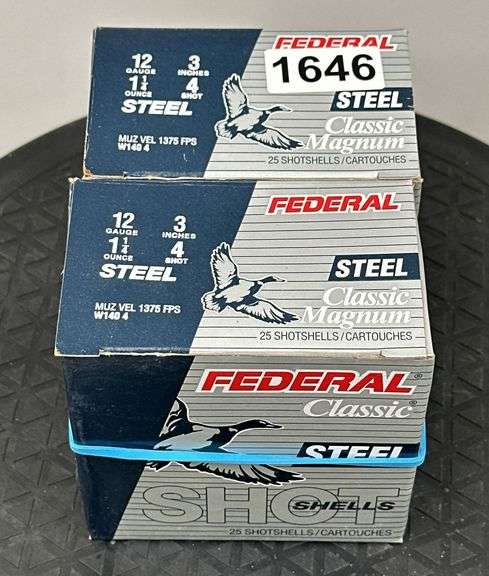 FEDERAL
1646
12 GAUGE 3 INCHES
1 1/4 OUNCE 4 SHOT
STEEL
MUZ VEL 1375 FPS
W140 4
STEEL
Classic
Magnum
25 SHOTSHELLS/CARTOUCHES
12 GAUGE 3 INCHES
1 1/4 OUNCE 4 SHOT
STEEL
MUZ VEL 1375 FPS
W140 4
FEDERAL
STEEL
Classic
Magnum
25 SHOTSHELLS/CARTOUCHES
FEDERAL®
Classic®
STEEL
SHOT
SHELLS
25 SHOTSHELLS/CARTOUCHES